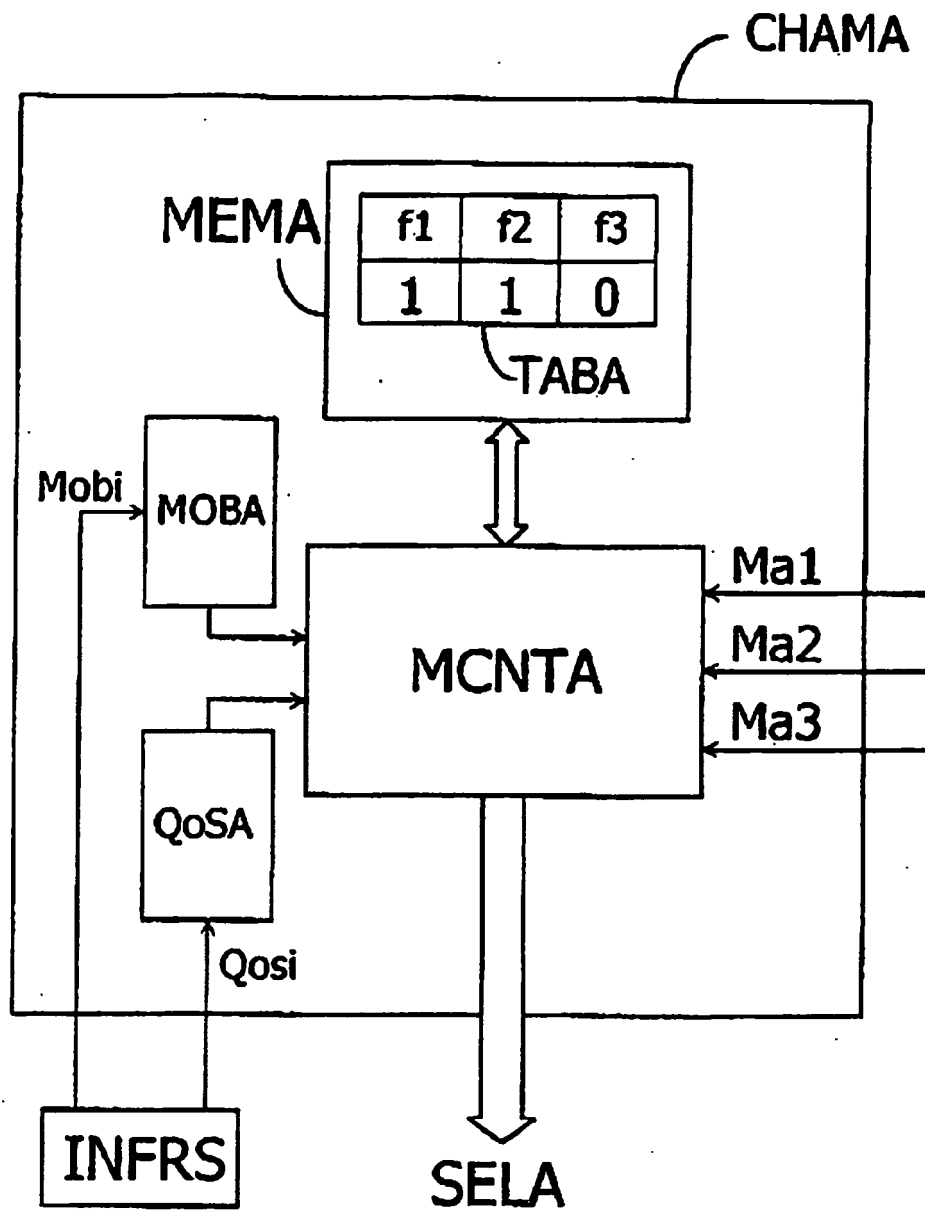 CHAMA
MEMA
f1 f2 f3
1 1 0
TABA
Mobi
MOBA
Ma1
MCNTA
Ma2
Ma3
QoSA
Qosi
INFRS
SELA